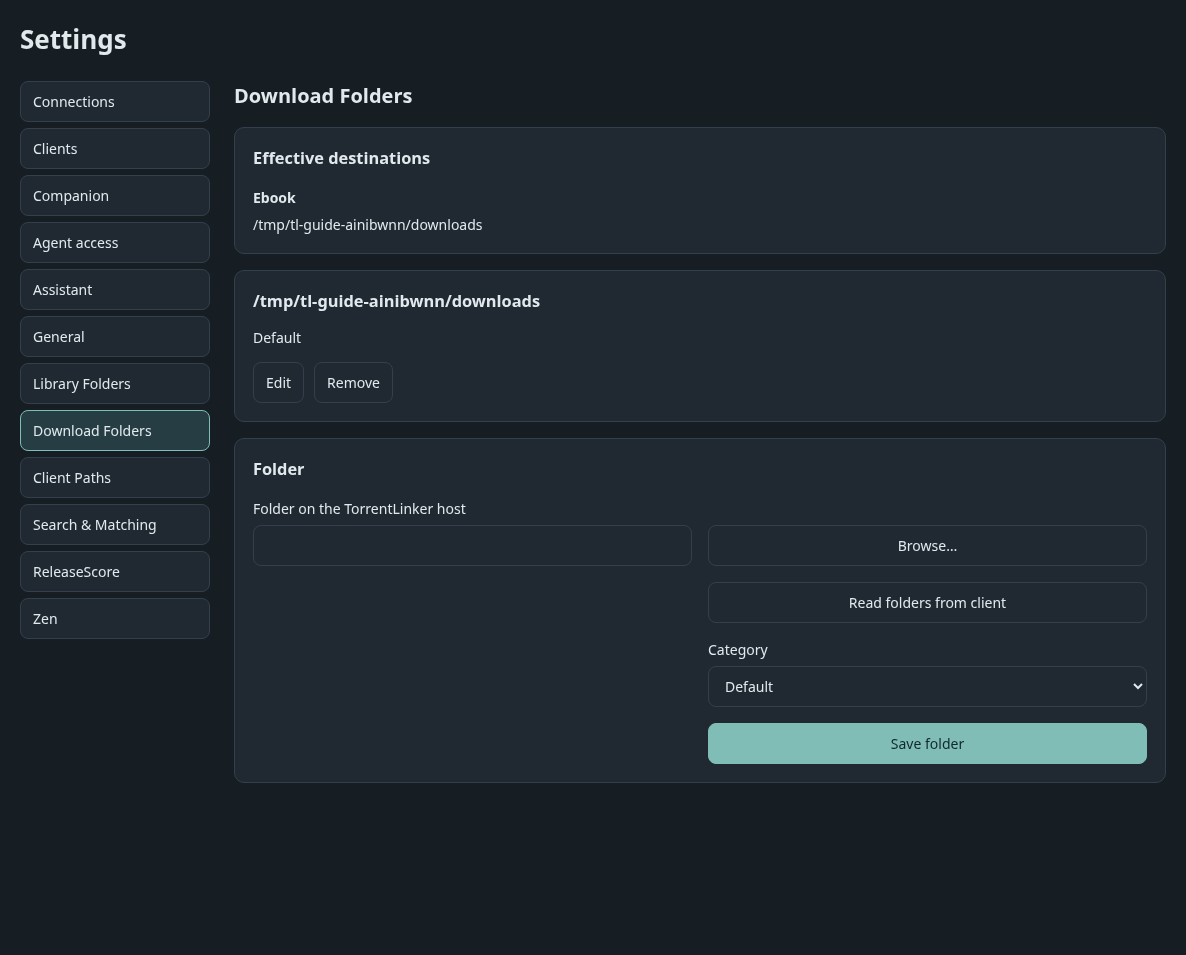 Settings
Connections
Clients
Companion
Agent access
Assistant
General
Library Folders
Download Folders
Client Paths
Search & Matching
ReleaseScore
Zen
Download Folders
Effective destinations
Ebook
/tmp/tl-guide-ainibwnn/downloads
/tmp/tl-guide-ainibwnn/downloads
Default
Edit
Remove
Folder
Folder on the TorrentLinker host
Browse...
Read folders from client
Category
Default
Save folder